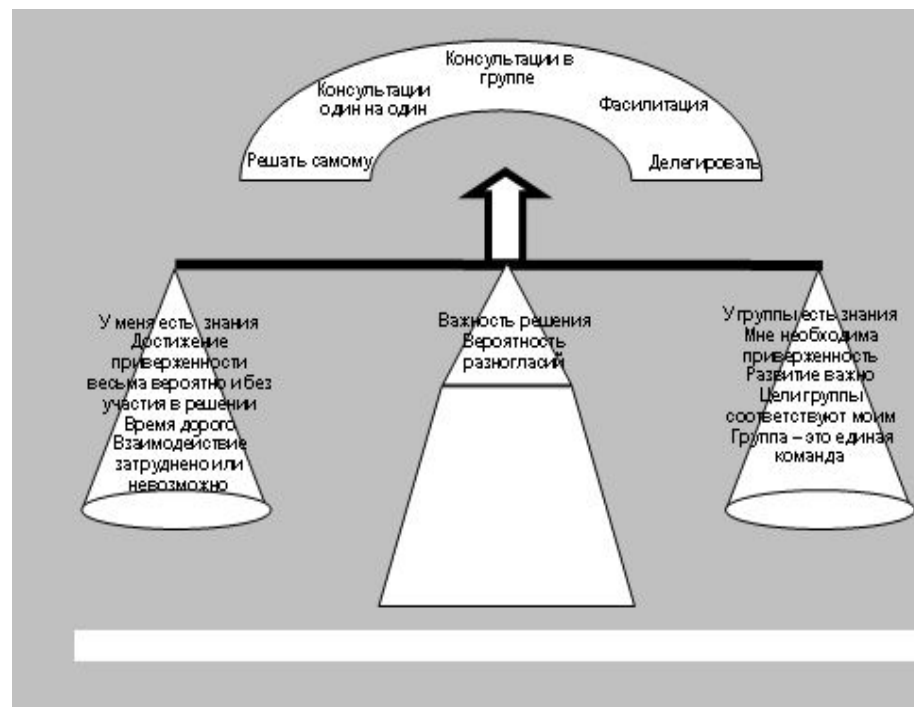 Консультации в
группе
Консультации
один на один
Фасилитация
Решать самому
Делегировать
У меня есть знания
Достижение
приверженности
весьма вероятно и без
участия в решении
Время дорого
Взаимодействие
затруднено или
невозможно
Важность решения
Вероятность
разногласий
У группы есть знания
Мне необходима
приверженность
Развитие важно
Цели группы
соответствуют моим
Группа – это единая
команда